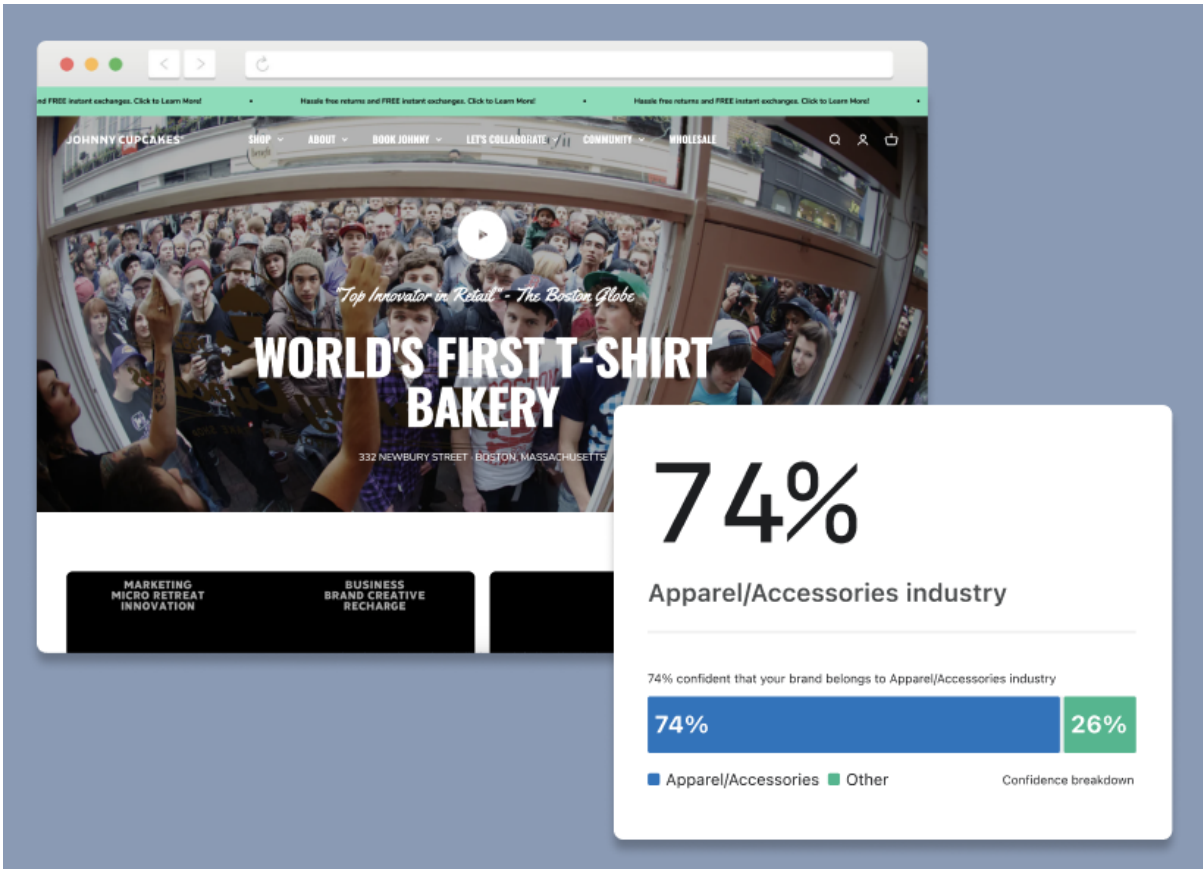 nd FREE instant exchanges. Click to Learn More! • Hassle free returns and FREE instant exchanges. Click to Learn More! • Hassle free returns and FREE instant exchanges. Click to Learn More! •
JOHNNY CUPCAKES SHOP ABOUT BOOK JOHNNY LET'S COLLABORATE COMMUNITY WHOLESALE
"Top Innovator in Retail" - The Boston Globe
WORLD'S FIRST T-SHIRT
BAKERY
332 NEWBURY STREET · BOSTON, MASSACHUSETTS
MARKETING
MICRO RETREAT
INNOVATION
BUSINESS
BRAND CREATIVE
RECHARGE
74%
Apparel/Accessories industry
74% confident that your brand belongs to Apparel/Accessories industry
74% 26%
Apparel/Accessories Other Confidence breakdown